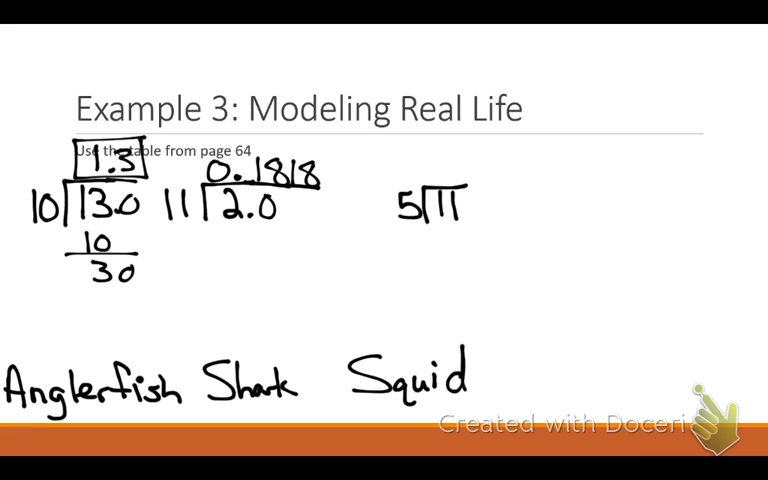 Example 3: Modeling Real Life
Use the table from page 64
1.3
0.1818
10 13.0
11 2.0
5 11
10
30
Anglerfish Shark Squid
Created with Doceri